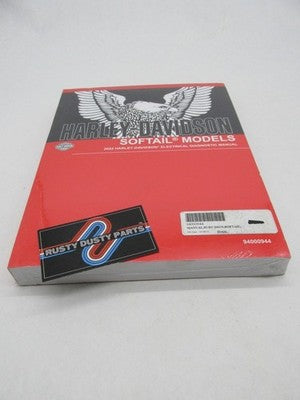 HARLEY-DAVIDSON
SOFTAIL® MODELS
2022 HARLEY-DAVIDSON® ELECTRICAL DIAGNOSTIC MANUAL
RUSTY DUSTY PARTS
94000944